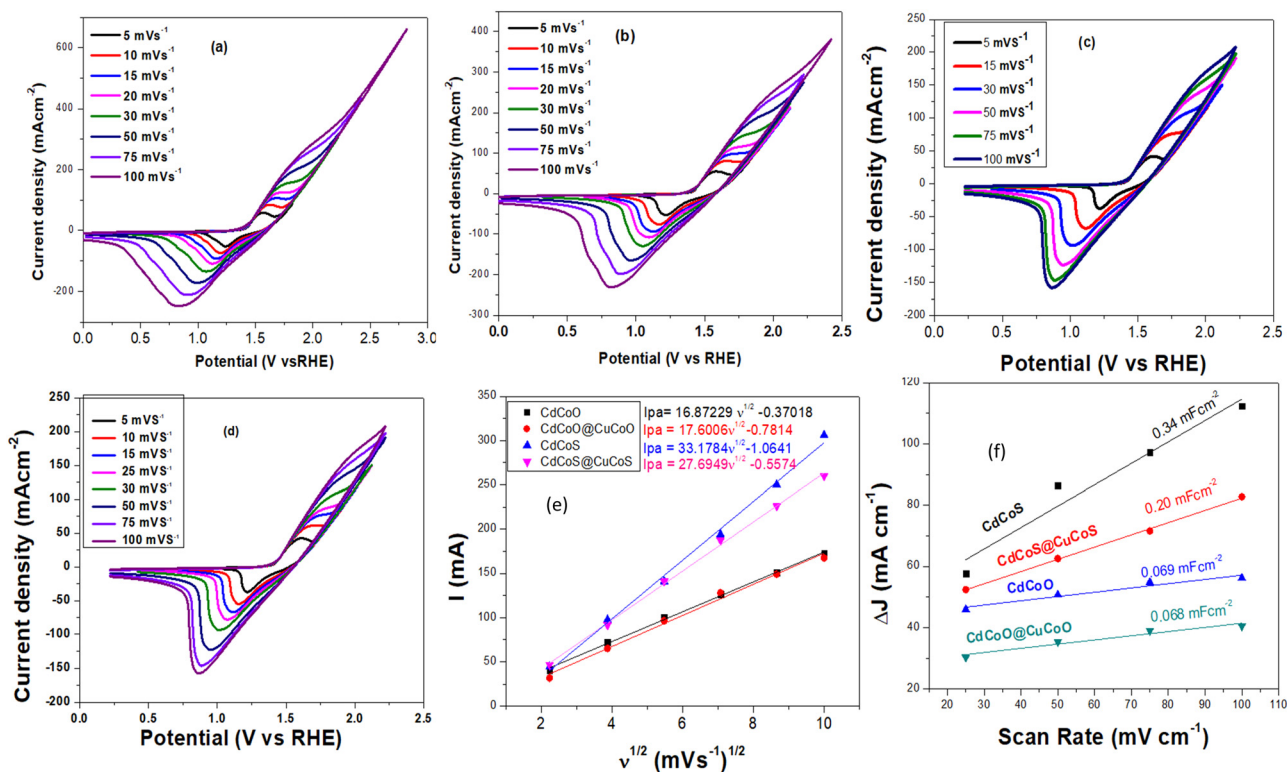 (a)
5 mVs⁻¹
10 mVs⁻¹
15 mVs⁻¹
20 mVs⁻¹
30 mVs⁻¹
50 mVs⁻¹
75 mVs⁻¹
100 mVs⁻¹
600
400
200
0
-200
0.0 0.5 1.0 1.5 2.0 2.5 3.0
Current density (mAcm⁻²)
Potential (V vsRHE)
(b)
5 mVs⁻¹
10 mVs⁻¹
15 mVs⁻¹
20 mVs⁻¹
30 mVs⁻¹
50 mVs⁻¹
75 mVs⁻¹
100 mVs⁻¹
400
300
200
100
0
-100
-200
-300
0.0 0.5 1.0 1.5 2.0 2.5
Current density (mAcm⁻²)
Potential (V vs RHE)
(c)
5 mVS⁻¹
15 mVS⁻¹
30 mVS⁻¹
50 mVS⁻¹
75 mVS⁻¹
100 mVS⁻¹
250
200
150
100
50
0
-50
-100
-150
-200
0.0 0.5 1.0 1.5 2.0 2.5
Current density (mAcm⁻²)
Potential (V vs RHE)
(d)
5 mVS⁻¹
10 mVS⁻¹
15 mVS⁻¹
25 mVS⁻¹
30 mVS⁻¹
50 mVS⁻¹
75 mVS⁻¹
100 mVS⁻¹
250
200
150
100
50
0
-50
-100
-150
-200
0.0 0.5 1.0 1.5 2.0 2.5
Current density (mAcm⁻²)
Potential (V vs RHE)
CdCoO Ipa= 16.87229 ν^1/2 -0.37018
CdCoO@CuCoO Ipa = 17.6006ν^1/2 -0.7814
CdCoS Ipa = 33.1784ν^1/2 -1.0641
CdCoS@CuCoS Ipa = 27.6949ν^1/2 -0.5574
(e)
350
300
250
200
150
100
50
0
2 4 6 8 10
I (mA)
ν^1/2 (mVs⁻¹)^1/2
(f)
0.34 mFcm⁻²
CdCoS
0.20 mFcm⁻²
CdCoS@CuCoS
0.069 mFcm⁻²
CdCoO
0.068 mFcm⁻²
CdCoO@CuCoO
120
100
80
60
40
20
20 30 40 50 60 70 80 90 100 110
ΔJ (mA cm⁻¹)
Scan Rate (mV cm⁻¹)